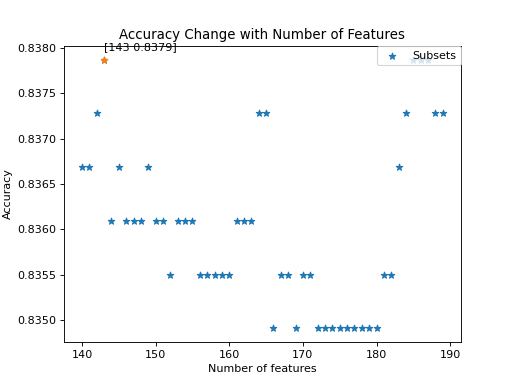 Accuracy Change with Number of Features
[143 0.8379]
Subsets
0.8380
0.8375
0.8370
0.8365
0.8360
0.8355
0.8350
Accuracy
140 150 160 170 180 190
Number of features